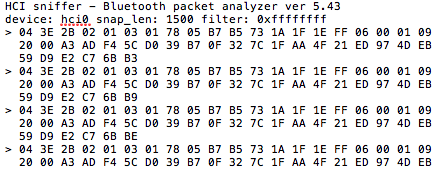 HCI sniffer - Bluetooth packet analyzer ver 5.43
device: hci0 snap_len: 1500 filter: 0xffffffff
> 04 3E 2B 02 01 03 01 78 05 B7 B5 73 1A 1F 1E FF 06 00 01 09
20 00 A3 AD F4 5C D0 39 B7 0F 32 7C 1F AA 4F 21 ED 97 4D EB
59 D9 E2 C7 6B B3
> 04 3E 2B 02 01 03 01 78 05 B7 B5 73 1A 1F 1E FF 06 00 01 09
20 00 A3 AD F4 5C D0 39 B7 0F 32 7C 1F AA 4F 21 ED 97 4D EB
59 D9 E2 C7 6B B9
> 04 3E 2B 02 01 03 01 78 05 B7 B5 73 1A 1F 1E FF 06 00 01 09
20 00 A3 AD F4 5C D0 39 B7 0F 32 7C 1F AA 4F 21 ED 97 4D EB
59 D9 E2 C7 6B BE
> 04 3E 2B 02 01 03 01 78 05 B7 B5 73 1A 1F 1E FF 06 00 01 09
20 00 A3 AD F4 5C D0 39 B7 0F 32 7C 1F AA 4F 21 ED 97 4D EB